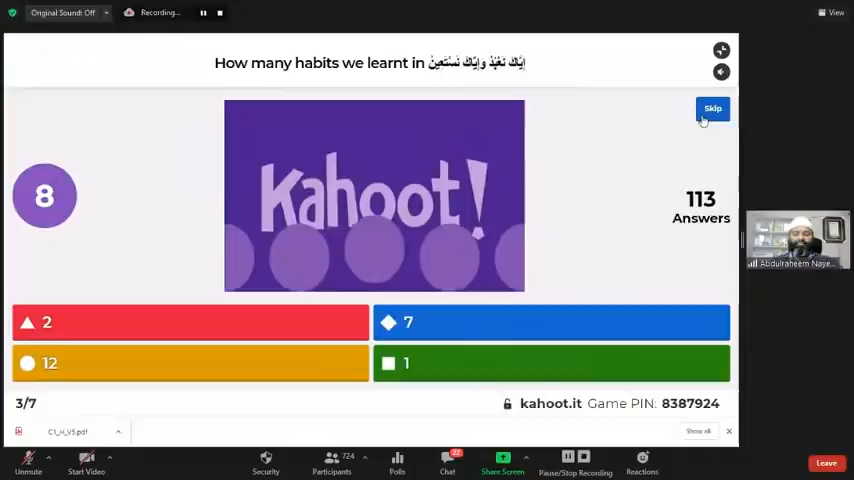 Original Sound: Off
Recording...
View
How many habits we learnt in إِيَّاكَ نَعْبُدُ وإِيَّاكَ نَسْتَعِينُ
Skip
8
Kahoot!
113
Answers
Abdulraheem Naye...
2
7
12
1
3/7
kahoot.it Game PIN: 8387924
C1_H_V5.pdf
Show all
724
22
Unmute
Start Video
Security
Participants
Polls
Chat
Share Screen
Pause/Stop Recording
Reactions
Leave